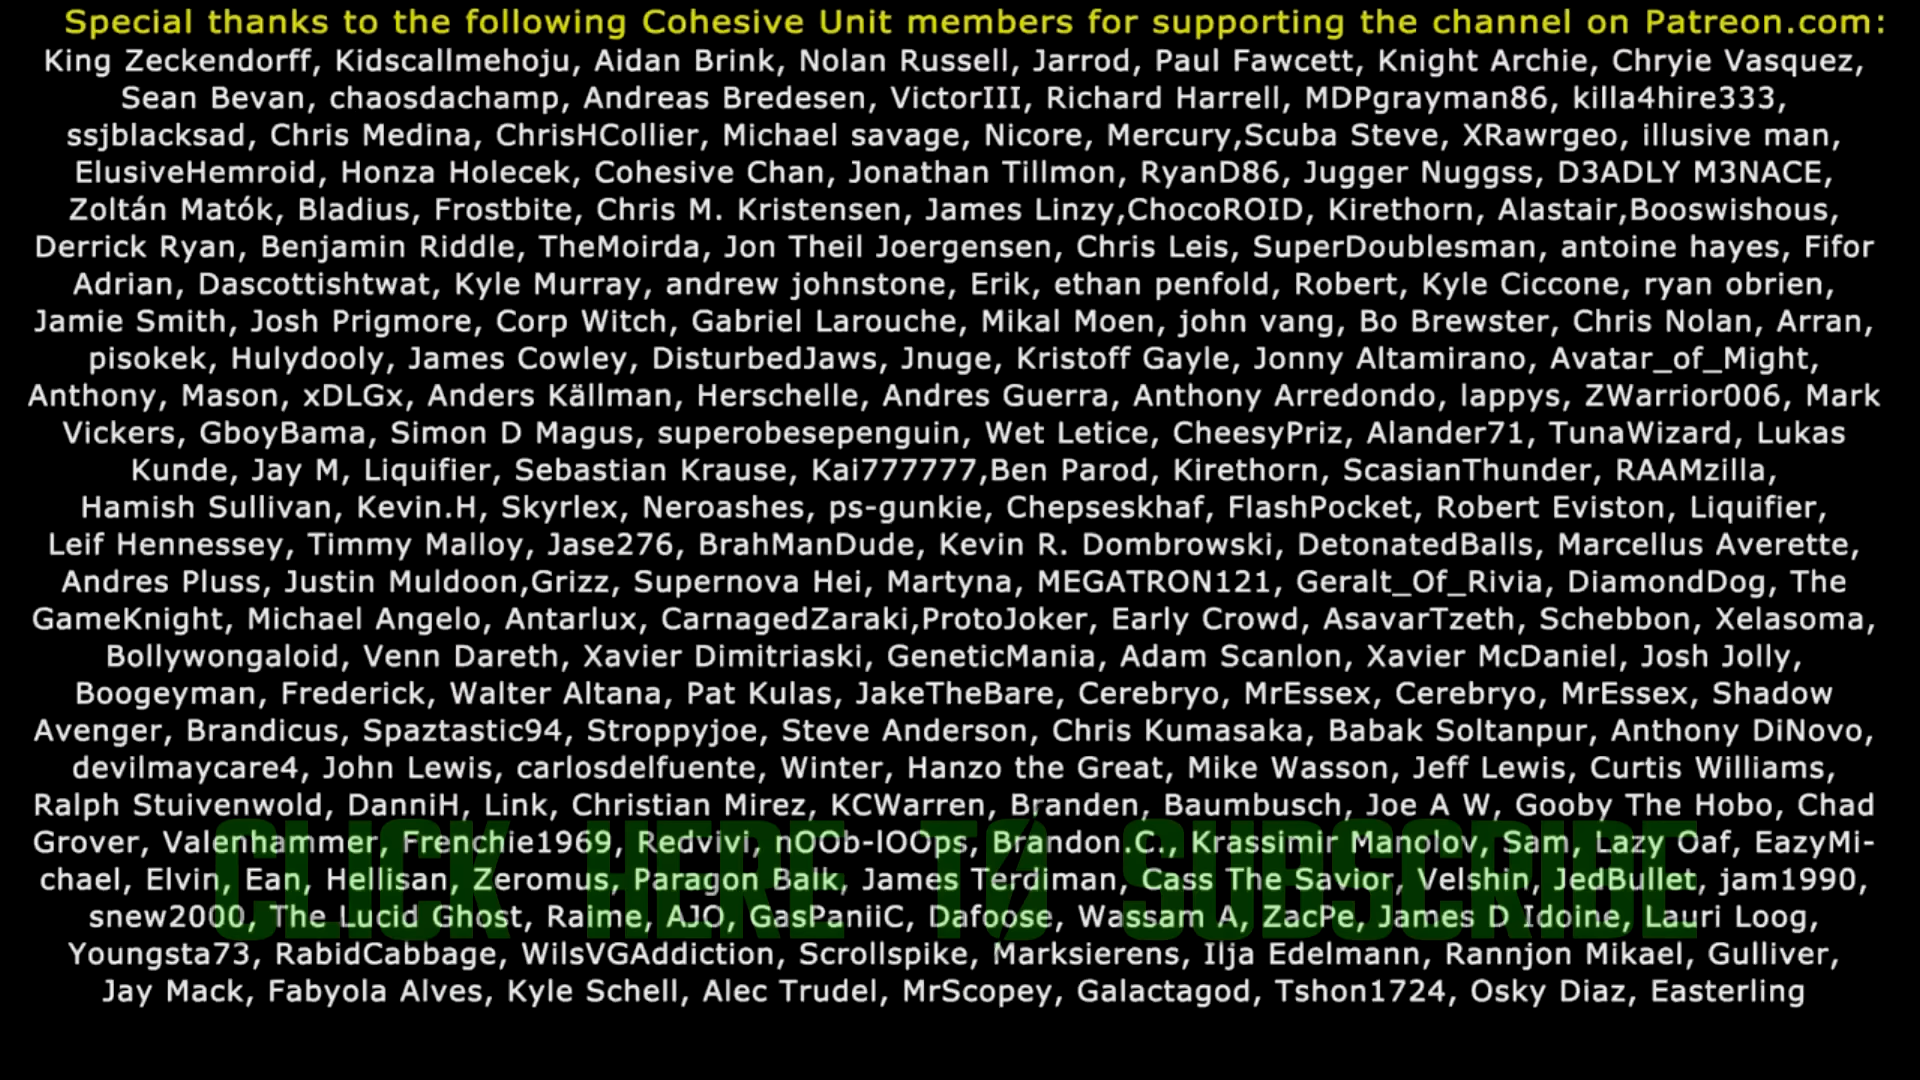 Special thanks to the following Cohesive Unit members for supporting the channel on Patreon.com:
King Zeckendorff, Kidscallmehoju, Aidan Brink, Nolan Russell, Jarrod, Paul Fawcett, Knight Archie, Chryie Vasquez,
Sean Bevan, chaosdachamp, Andreas Bredesen, VictorIII, Richard Harrell, MDPgrayman86, killa4hire333,
ssjblacksad, Chris Medina, ChrisHCollier, Michael savage, Nicore, Mercury,Scuba Steve, XRawrgeo, illusive man,
ElusiveHemroid, Honza Holecek, Cohesive Chan, Jonathan Tillmon, RyanD86, Jugger Nuggss, D3ADLY M3NACE,
Zoltán Matók, Bladius, Frostbite, Chris M. Kristensen, James Linzy,ChocoROID, Kirethorn, Alastair,Booswishous,
Derrick Ryan, Benjamin Riddle, TheMoirda, Jon Theil Joergensen, Chris Leis, SuperDoublesman, antoine hayes, Fifor
Adrian, Dascottishtwat, Kyle Murray, andrew johnstone, Erik, ethan penfold, Robert, Kyle Ciccone, ryan obrien,
Jamie Smith, Josh Prigmore, Corp Witch, Gabriel Larouche, Mikal Moen, john vang, Bo Brewster, Chris Nolan, Arran,
pisokek, Hulydooly, James Cowley, DisturbedJaws, Jnuge, Kristoff Gayle, Jonny Altamirano, Avatar_of_Might,
Anthony, Mason, xDLGx, Anders Källman, Herschelle, Andres Guerra, Anthony Arredondo, lappys, ZWarrior006, Mark
Vickers, GboyBama, Simon D Magus, superobesepenguin, Wet Letice, CheesyPriz, Alander71, TunaWizard, Lukas
Kunde, Jay M, Liquifier, Sebastian Krause, Kai777777,Ben Parod, Kirethorn, ScasianThunder, RAAMzilla,
Hamish Sullivan, Kevin.H, Skyrlex, Neroashes, ps-gunkie, Chepseskhaf, FlashPocket, Robert Eviston, Liquifier,
Leif Hennessey, Timmy Malloy, Jase276, BrahManDude, Kevin R. Dombrowski, DetonatedBalls, Marcellus Averette,
Andres Pluss, Justin Muldoon,Grizz, Supernova Hei, Martyna, MEGATRON121, Geralt_Of_Rivia, DiamondDog, The
GameKnight, Michael Angelo, Antarlux, CarnagedZaraki,ProtoJoker, Early Crowd, AsavarTzeth, Schebbon, Xelasoma,
Bollywongaloid, Venn Dareth, Xavier Dimitriaski, GeneticMania, Adam Scanlon, Xavier McDaniel, Josh Jolly,
Boogeyman, Frederick, Walter Altana, Pat Kulas, JakeTheBare, Cerebryo, MrEssex, Cerebryo, MrEssex, Shadow
Avenger, Brandicus, Spaztastic94, Stroppyjoe, Steve Anderson, Chris Kumasaka, Babak Soltanpur, Anthony DiNovo,
devilmaycare4, John Lewis, carlosdelfuente, Winter, Hanzo the Great, Mike Wasson, Jeff Lewis, Curtis Williams,
Ralph Stuivenwold, DanniH, Link, Christian Mirez, KCWarren, Branden, Baumbusch, Joe A W, Gooby The Hobo, Chad
Grover, Valenhammer, Frenchie1969, Redvivi, nOOb-lOOps, Brandon.C., Krassimir Manolov, Sam, Lazy Oaf, EazyMi-
chael, Elvin, Ean, Hellisan, Zeromus, Paragon Baik, James Terdiman, Cass The Savior, Velshin, JedBullet, jam1990,
snew2000, The Lucid Ghost, Raime, AJO, GasPaniiC, Dafoose, Wassam A, ZacPe, James D Idoine, Lauri Loog,
Youngsta73, RabidCabbage, WilsVGAddiction, Scrollspike, Marksierens, Ilja Edelmann, Rannjon Mikael, Gulliver,
Jay Mack, Fabyola Alves, Kyle Schell, Alec Trudel, MrScopey, Galactagod, Tshon1724, Osky Diaz, Easterling
CLICK HERE TO SUBSCRIBE